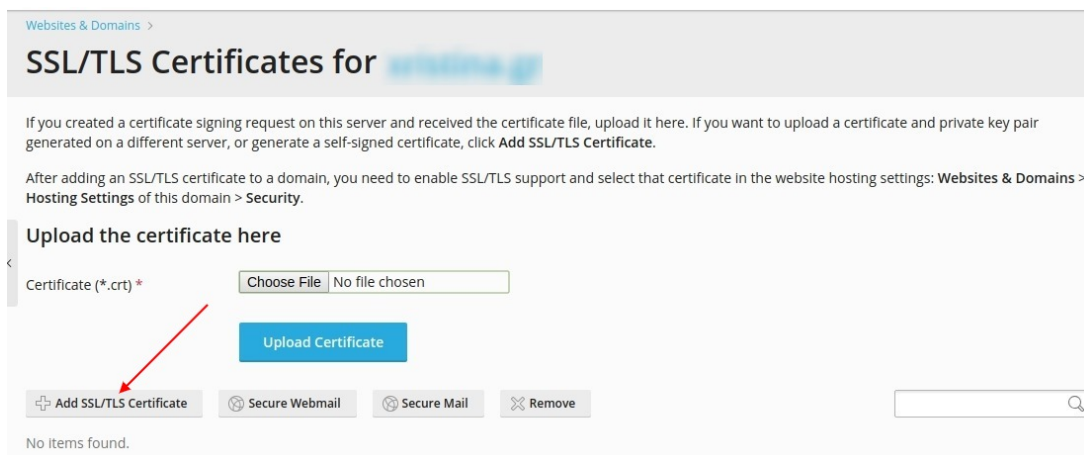 Websites & Domains >
SSL/TLS Certificates for
If you created a certificate signing request on this server and received the certificate file, upload it here. If you want to upload a certificate and private key pair
generated on a different server, or generate a self-signed certificate, click Add SSL/TLS Certificate.
After adding an SSL/TLS certificate to a domain, you need to enable SSL/TLS support and select that certificate in the website hosting settings: Websites & Domains >
Hosting Settings of this domain > Security.
Upload the certificate here
Certificate (*.crt) *
Choose File No file chosen
Upload Certificate
Add SSL/TLS Certificate Secure Webmail Secure Mail Remove
No items found.